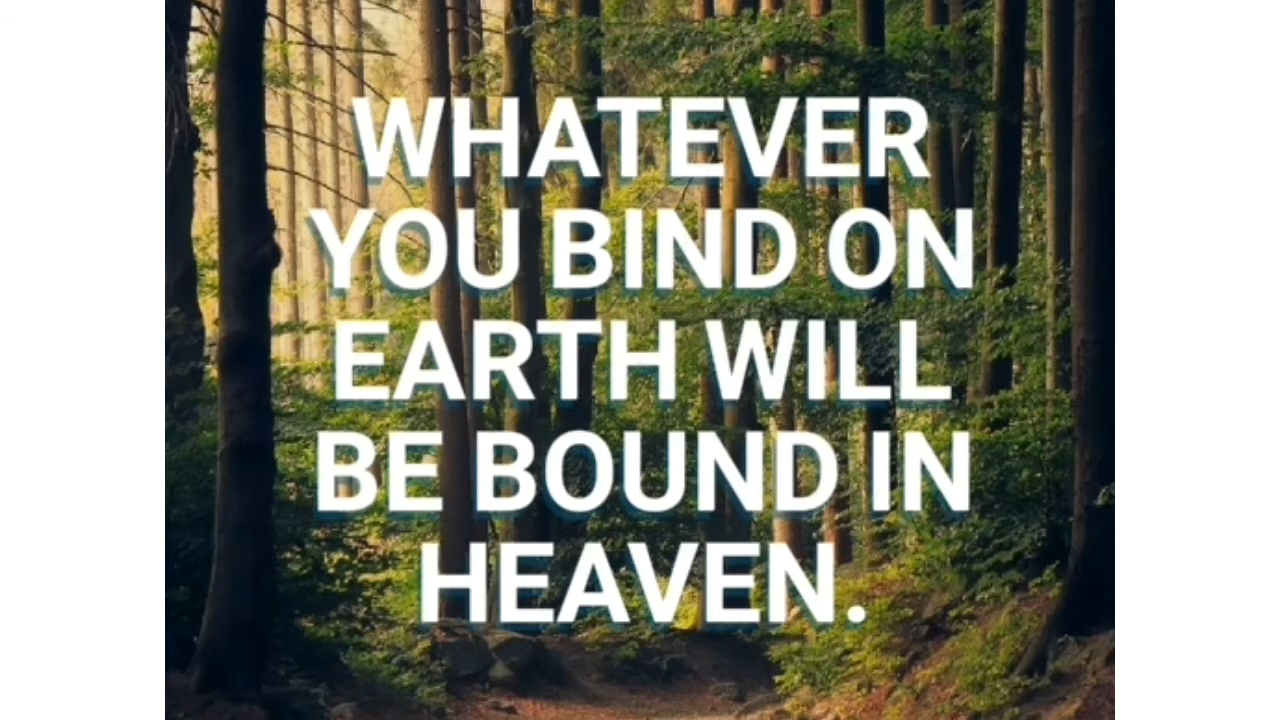 WHATEVER
YOU BIND ON
EARTH WILL
BE BOUND IN
HEAVEN.